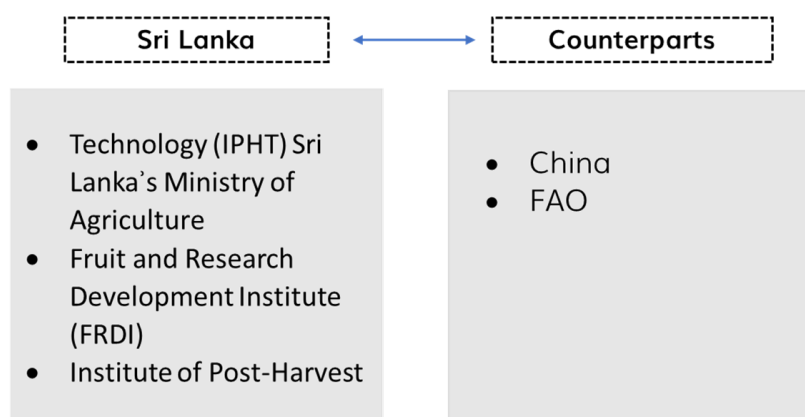 Sri Lanka
Counterparts
• Technology (IPHT) Sri
Lanka's Ministry of
Agriculture
• Fruit and Research
Development Institute
(FRDI)
• Institute of Post-Harvest
• China
• FAO